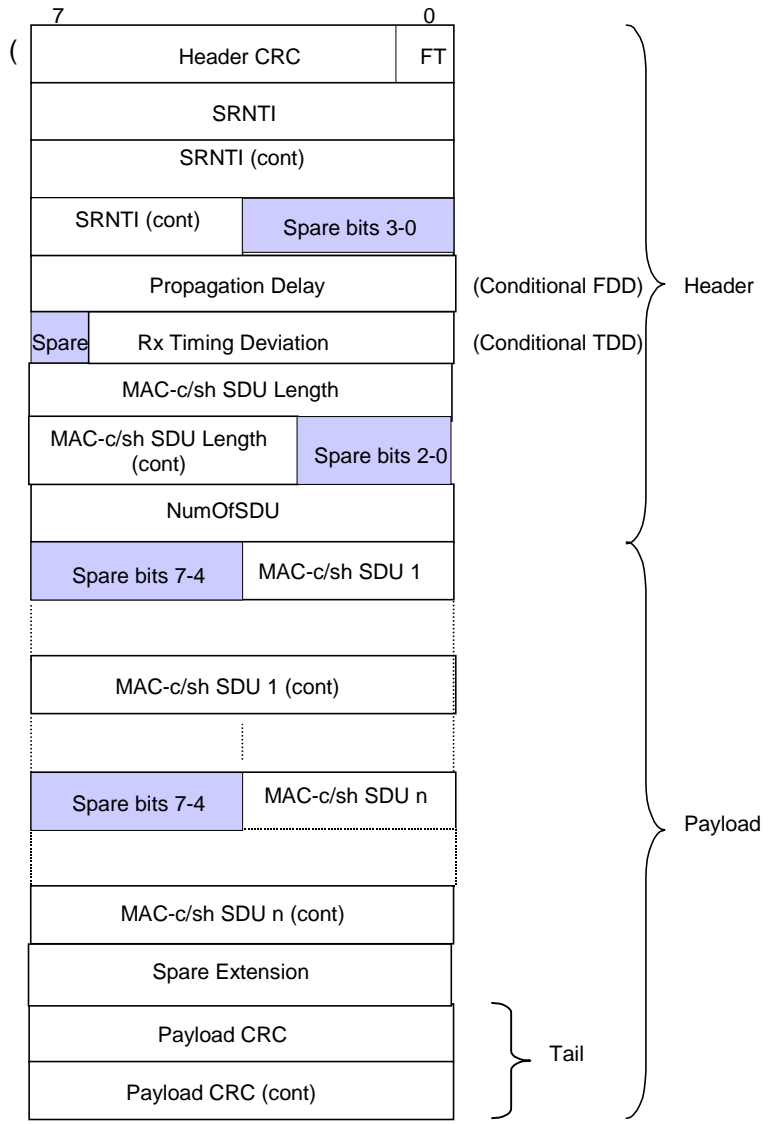 7 0
(
Header CRC FT
SRNTI
SRNTI (cont)
SRNTI (cont) Spare bits 3-0
Propagation Delay (Conditional FDD) Header
Spare Rx Timing Deviation (Conditional TDD)
MAC-c/sh SDU Length
MAC-c/sh SDU Length
(cont)
Spare bits 2-0
NumOfSDU
Spare bits 7-4 MAC-c/sh SDU 1
MAC-c/sh SDU 1 (cont)
Spare bits 7-4 MAC-c/sh SDU n
Payload
MAC-c/sh SDU n (cont)
Spare Extension
Payload CRC
Tail
Payload CRC (cont)